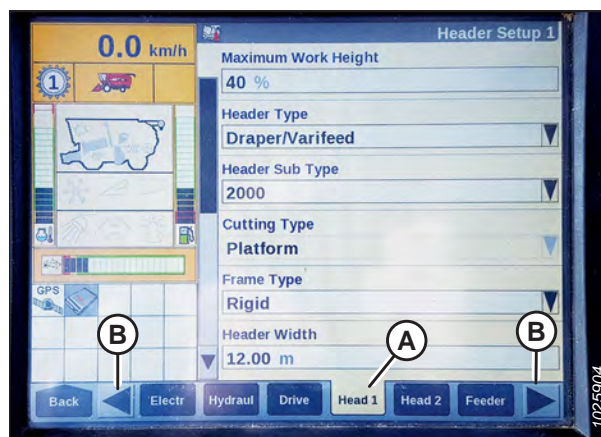 0.0 km/h
Header Setup 1
1
Maximum Work Height
40 %
Header Type
Draper/Varifeed
Header Sub Type
2000
Cutting Type
Platform
Frame Type
Rigid
GPS
Header Width
12.00 m
B
A
B
Back
Electr
Hydraul
Drive
Head 1
Head 2
Feeder
1025904